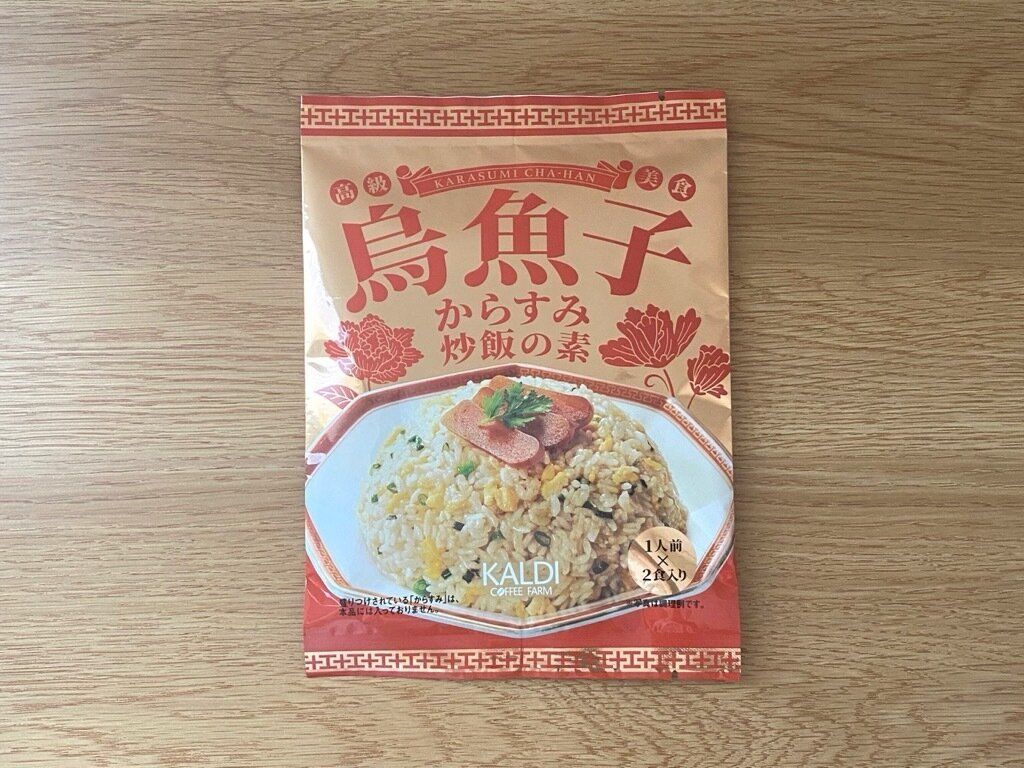 高級
KARASUMI CHA-HAN
美食
烏魚子
からすみ
炒飯の素
1人前
×
2食入り
KALDI
COFFEE FARM
盛りつけされている「からすみ」は、
本品には入っておりません。
※写真は調理例です。